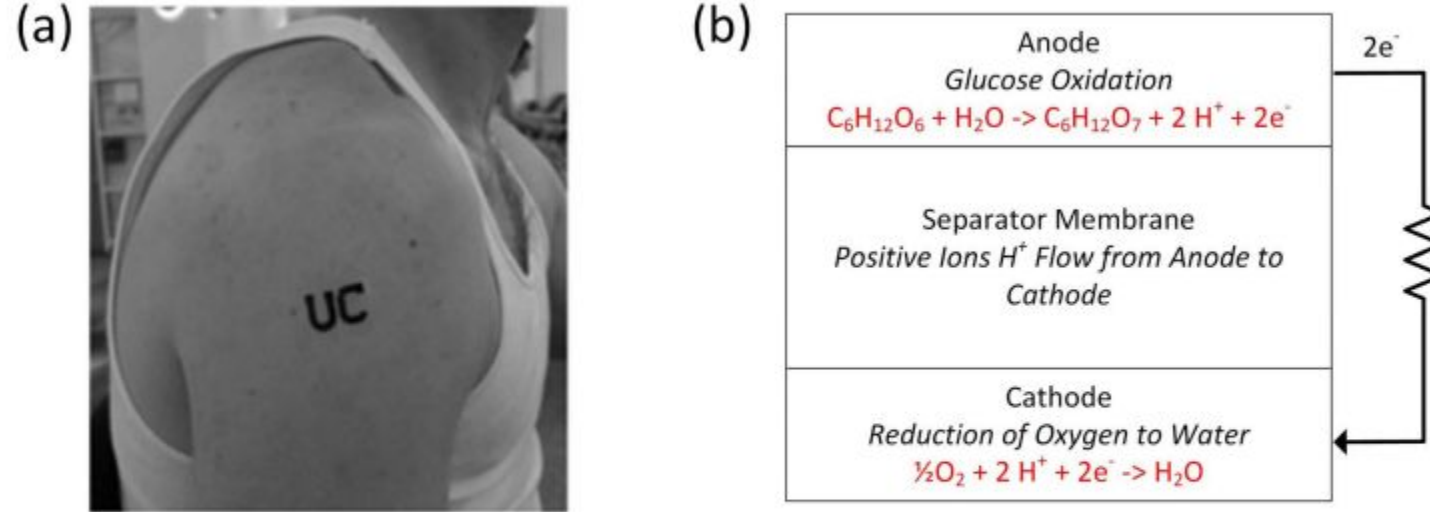 (a)
UC
(b)
Anode
Glucose Oxidation
C₆H₁₂O₆ + H₂O -> C₆H₁₂O₇ + 2 H⁺ + 2e⁻
2e⁻
Separator Membrane
Positive Ions H⁺ Flow from Anode to
Cathode
Cathode
Reduction of Oxygen to Water
½O₂ + 2 H⁺ + 2e⁻ -> H₂O